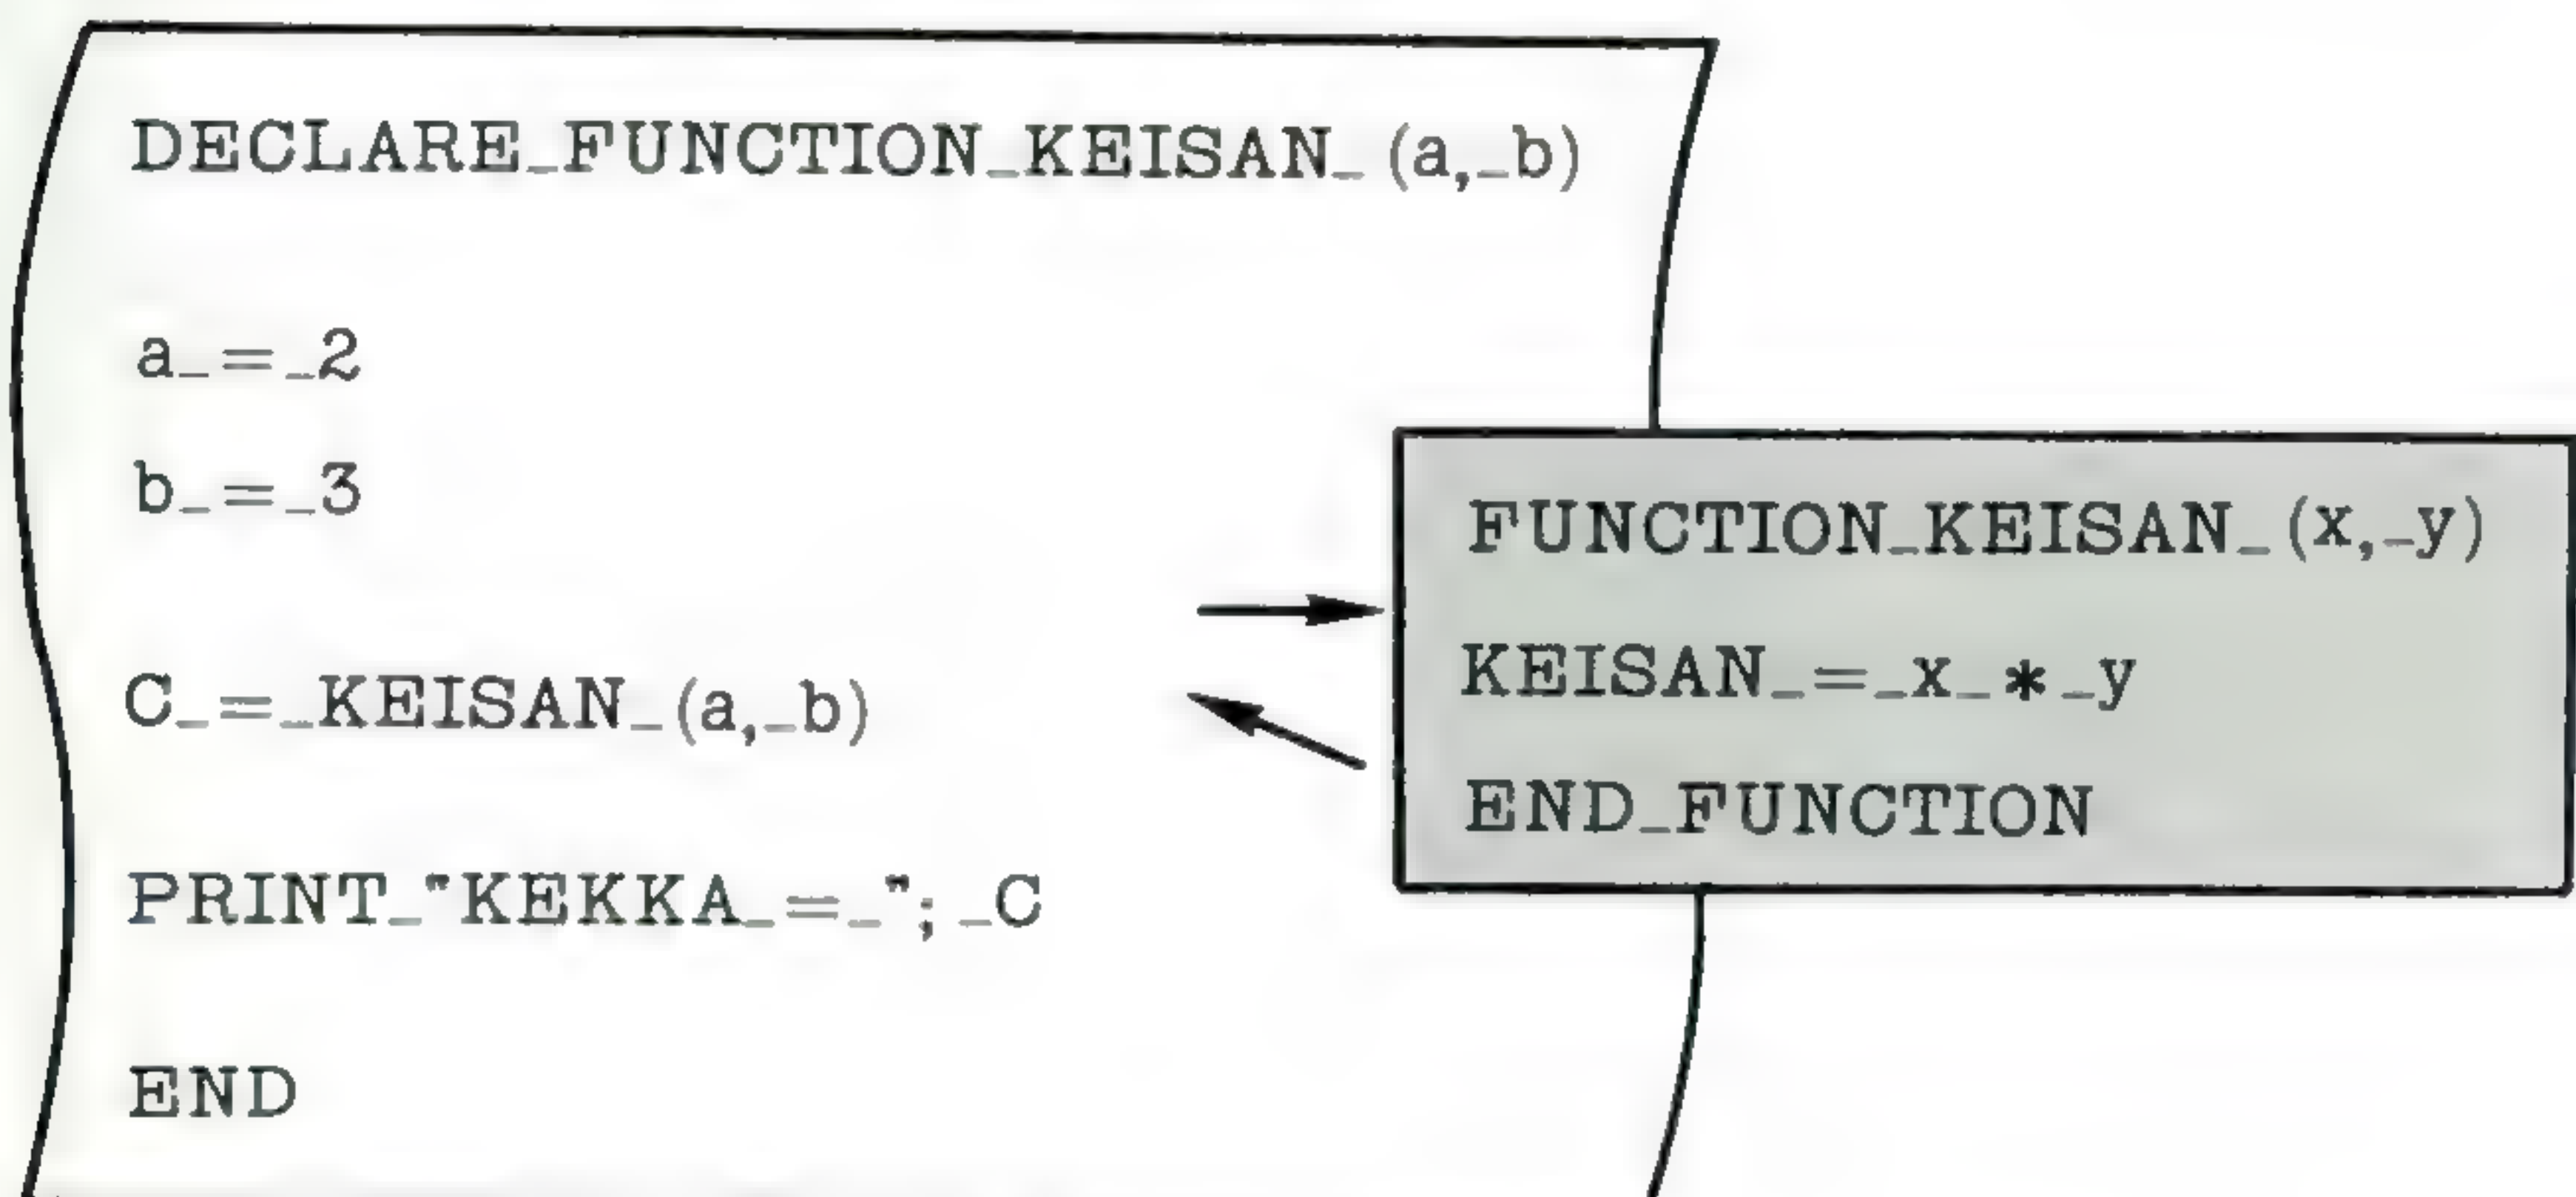 DECLARE_FUNCTION_KEISAN_(a,_b)
a_=_2
b_=_3
C_=_KEISAN_(a,_b)
PRINT_"KEKKA_=_";_C
END
FUNCTION_KEISAN_(x,_y)
KEISAN_=_x_*_y
END_FUNCTION